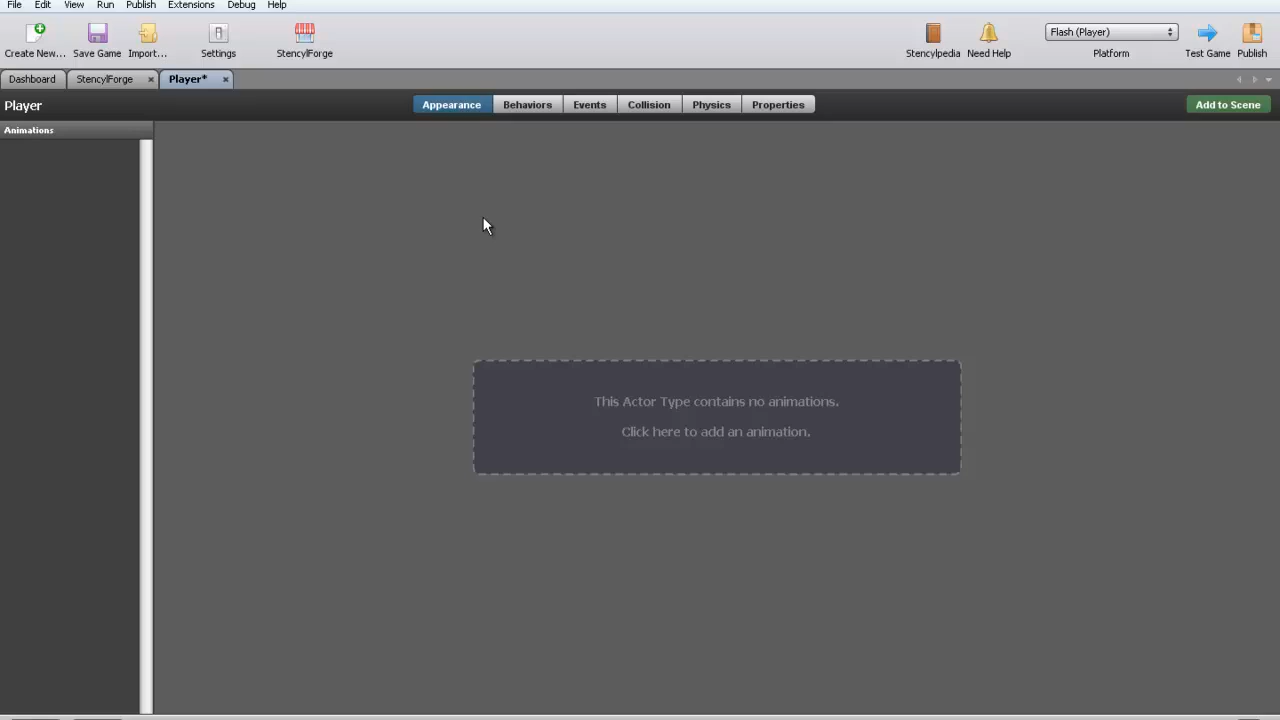 File Edit View Run Publish Extensions Debug Help
Create New... Save Game Import... Settings StencylForge Stencylpedia Need Help Flash (Player) Platform Test Game Publish
Dashboard StencylForge Player*
Player Appearance Behaviors Events Collision Physics Properties Add to Scene
Animations
This Actor Type contains no animations.
Click here to add an animation.